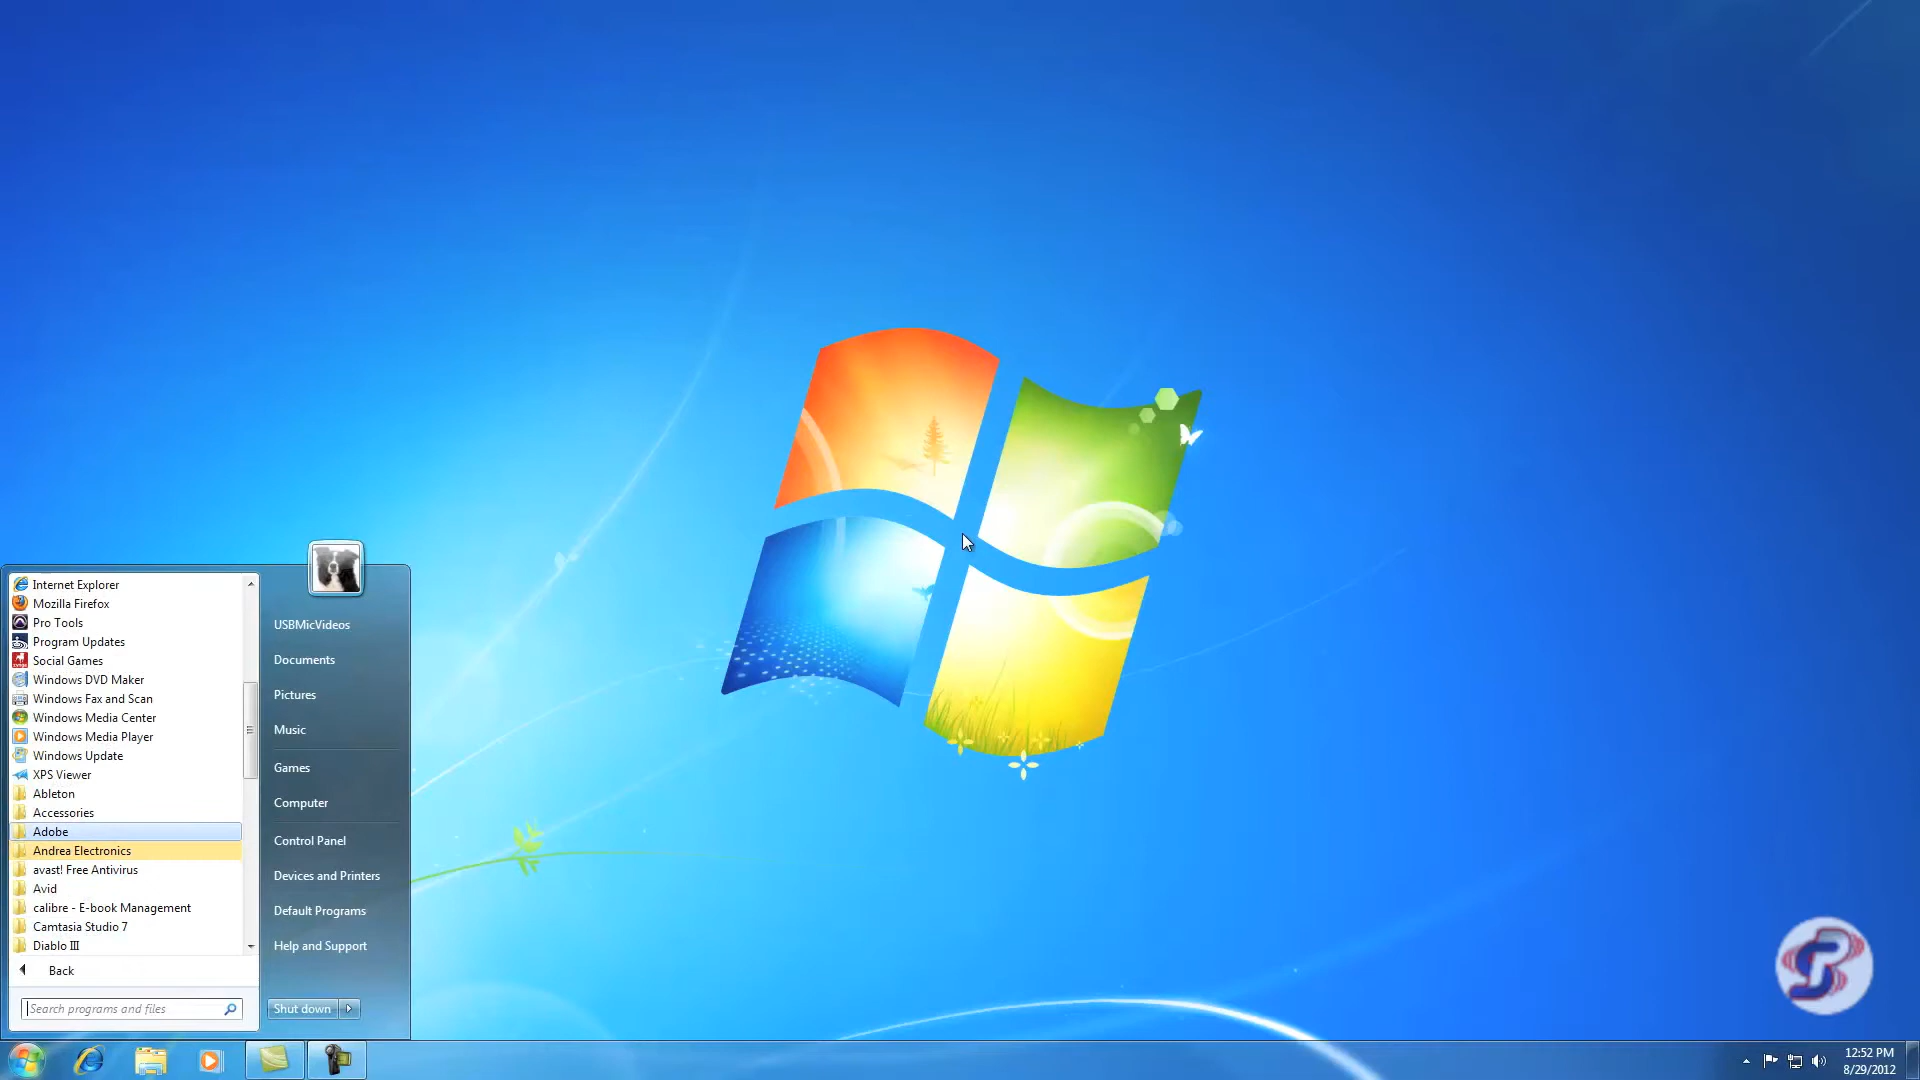 Internet Explorer
Mozilla Firefox
Pro Tools
Program Updates
Social Games
Windows DVD Maker
Windows Fax and Scan
Windows Media Center
Windows Media Player
Windows Update
XPS Viewer
Ableton
Accessories
Adobe
Andrea Electronics
avast! Free Antivirus
Avid
calibre - E-book Management
Camtasia Studio 7
Diablo III
Back
Search programs and files
USBMicVideos
Documents
Pictures
Music
Games
Computer
Control Panel
Devices and Printers
Default Programs
Help and Support
Shut down
12:52 PM
8/29/2012